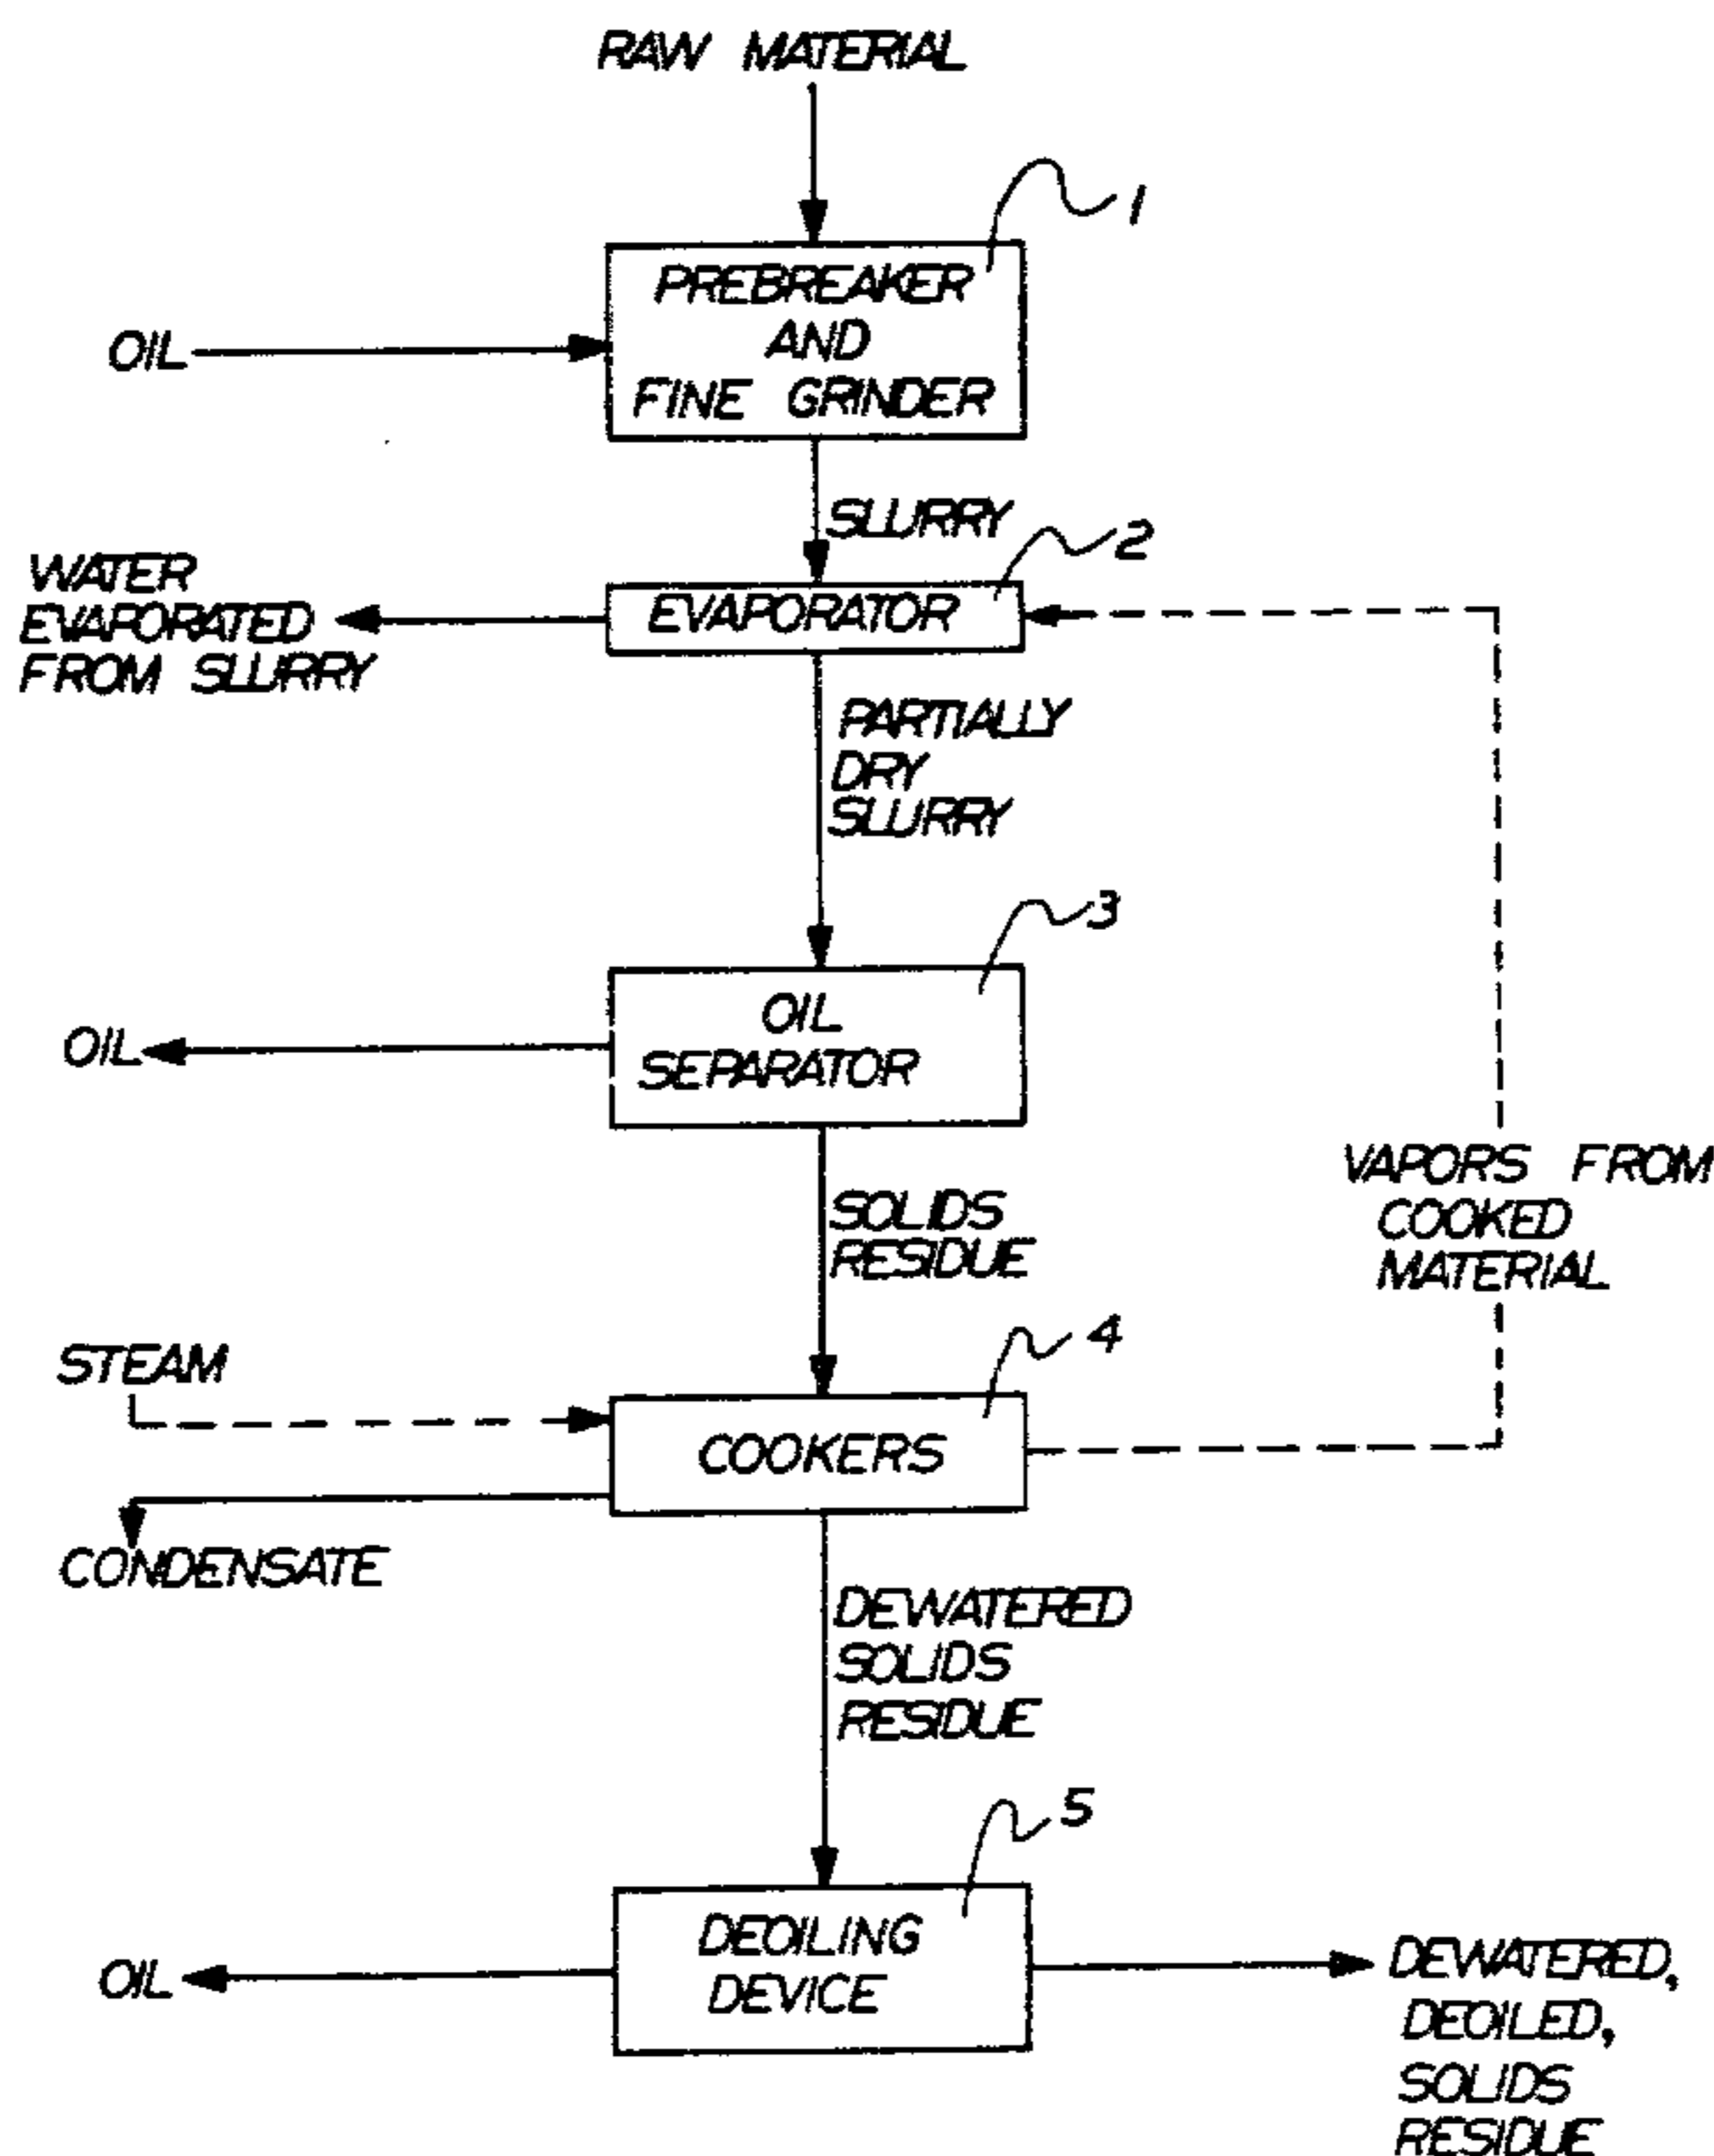 RAW MATERIAL
1
PREBREAKER
AND
FINE GRINDER
OIL
SLURRY
2
WATER
EVAPORATED
FROM SLURRY
EVAPORATOR
PARTIALLY
DRY
SLURRY
3
OIL
SEPARATOR
OIL
VAPORS FROM
COOKED
MATERIAL
SOLIDS
RESIDUE
4
STEAM
COOKERS
CONDENSATE
DEWATERED
SOLIDS
RESIDUE
5
DEOILING
DEVICE
OIL
DEWATERED,
DEOILED,
SOLIDS
RESIDUE